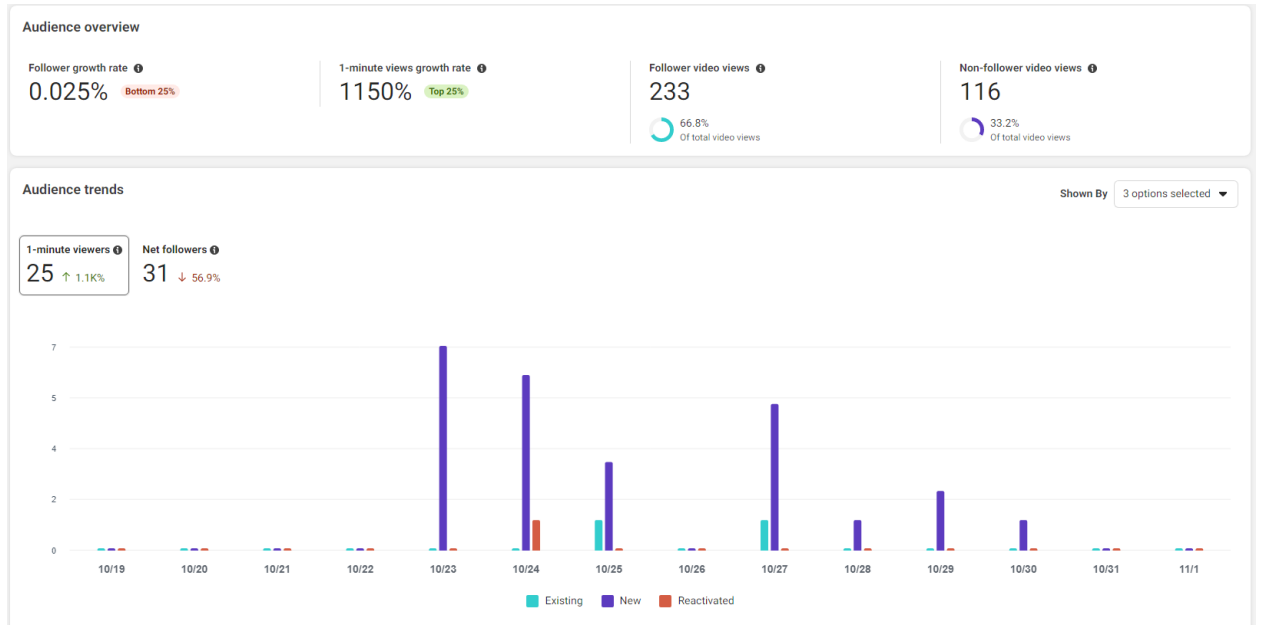 Audience overview
Follower growth rate
0.025% Bottom 25%
1-minute views growth rate
1150% Top 25%
Follower video views
233
66.8%
Of total video views
Non-follower video views
116
33.2%
Of total video views
Audience trends
Shown By 3 options selected
1-minute viewers
25 ↑ 1.1K%
Net followers
31 ↓ 56.9%
7
5
4
2
0
10/19 10/20 10/21 10/22 10/23 10/24 10/25 10/26 10/27 10/28 10/29 10/30 10/31 11/1
Existing New Reactivated